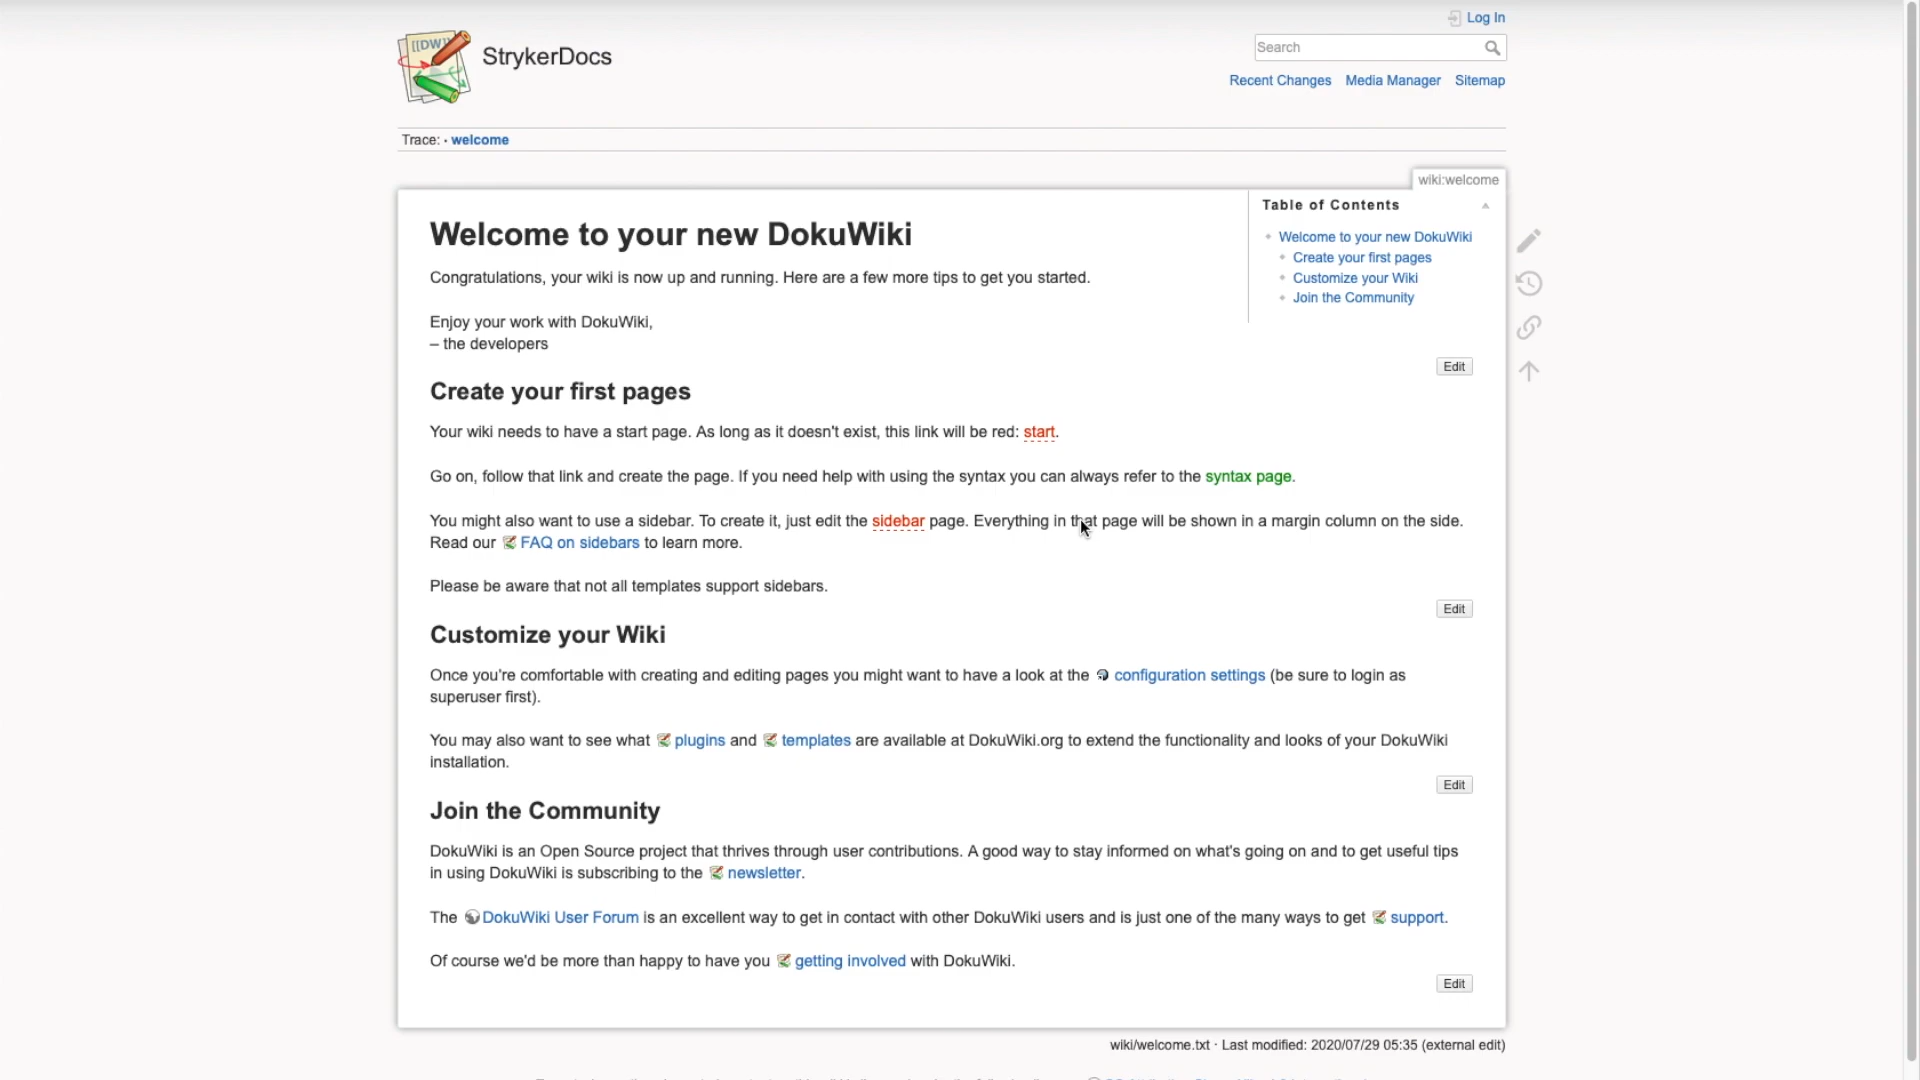 Log In
[[DW
StrykerDocs
Search
Recent Changes Media Manager Sitemap
Trace: · welcome
wiki:welcome
Table of Contents
Welcome to your new DokuWiki
Create your first pages
Customize your Wiki
Join the Community
Welcome to your new DokuWiki
Congratulations, your wiki is now up and running. Here are a few more tips to get you started.
Enjoy your work with DokuWiki,
– the developers
Edit
Create your first pages
Your wiki needs to have a start page. As long as it doesn't exist, this link will be red: start.
Go on, follow that link and create the page. If you need help with using the syntax you can always refer to the syntax page.
You might also want to use a sidebar. To create it, just edit the sidebar page. Everything in that page will be shown in a margin column on the side.
Read our FAQ on sidebars to learn more.
Please be aware that not all templates support sidebars.
Edit
Customize your Wiki
Once you're comfortable with creating and editing pages you might want to have a look at the configuration settings (be sure to login as
superuser first).
You may also want to see what plugins and templates are available at DokuWiki.org to extend the functionality and looks of your DokuWiki
installation.
Edit
Join the Community
DokuWiki is an Open Source project that thrives through user contributions. A good way to stay informed on what's going on and to get useful tips
in using DokuWiki is subscribing to the newsletter.
The DokuWiki User Forum is an excellent way to get in contact with other DokuWiki users and is just one of the many ways to get support.
Of course we'd be more than happy to have you getting involved with DokuWiki.
Edit
wiki/welcome.txt · Last modified: 2020/07/29 05:35 (external edit)